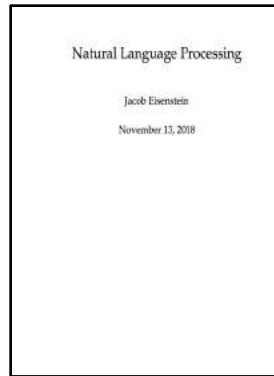 Natural Language Processing
Jacob Eisenstein
November 13, 2018